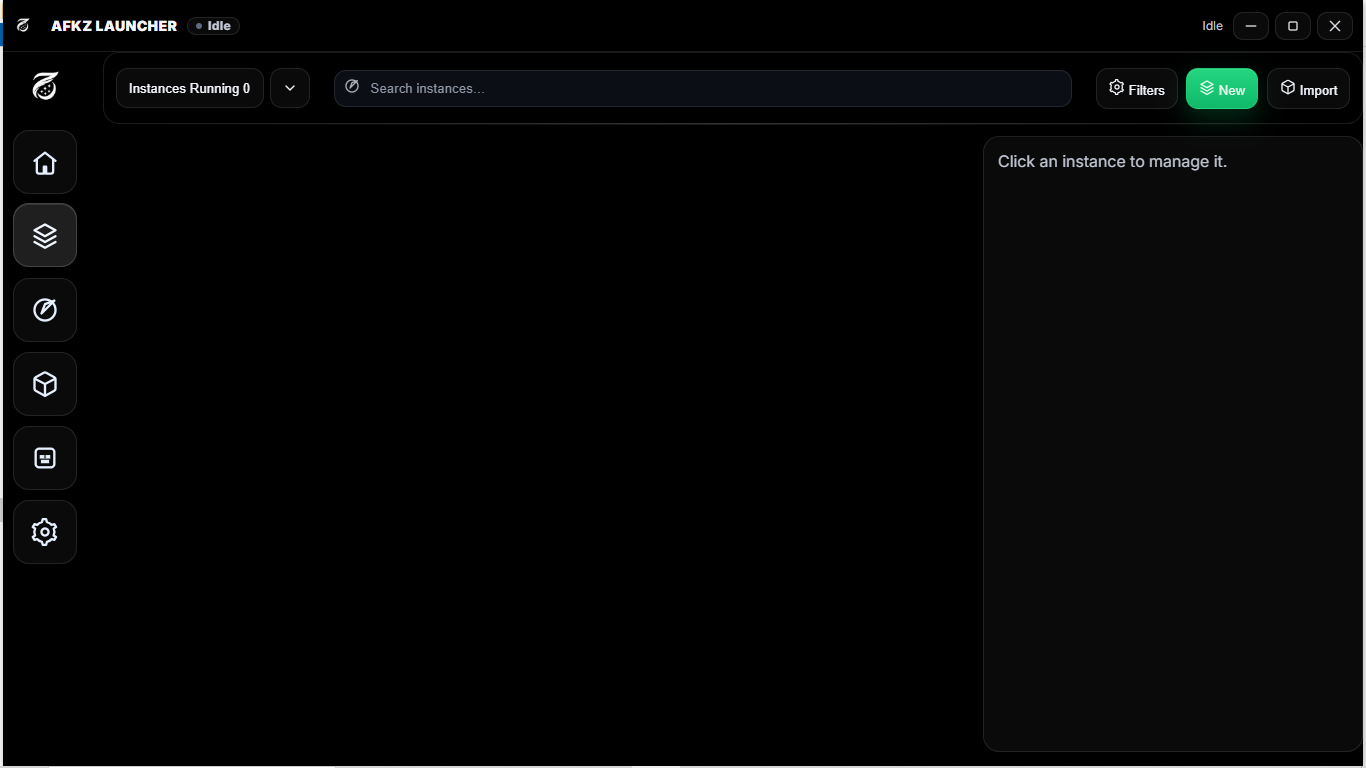 AFKZ LAUNCHER
Idle
Idle
Instances Running 0
Search instances...
Filters
New
Import
Click an instance to manage it.